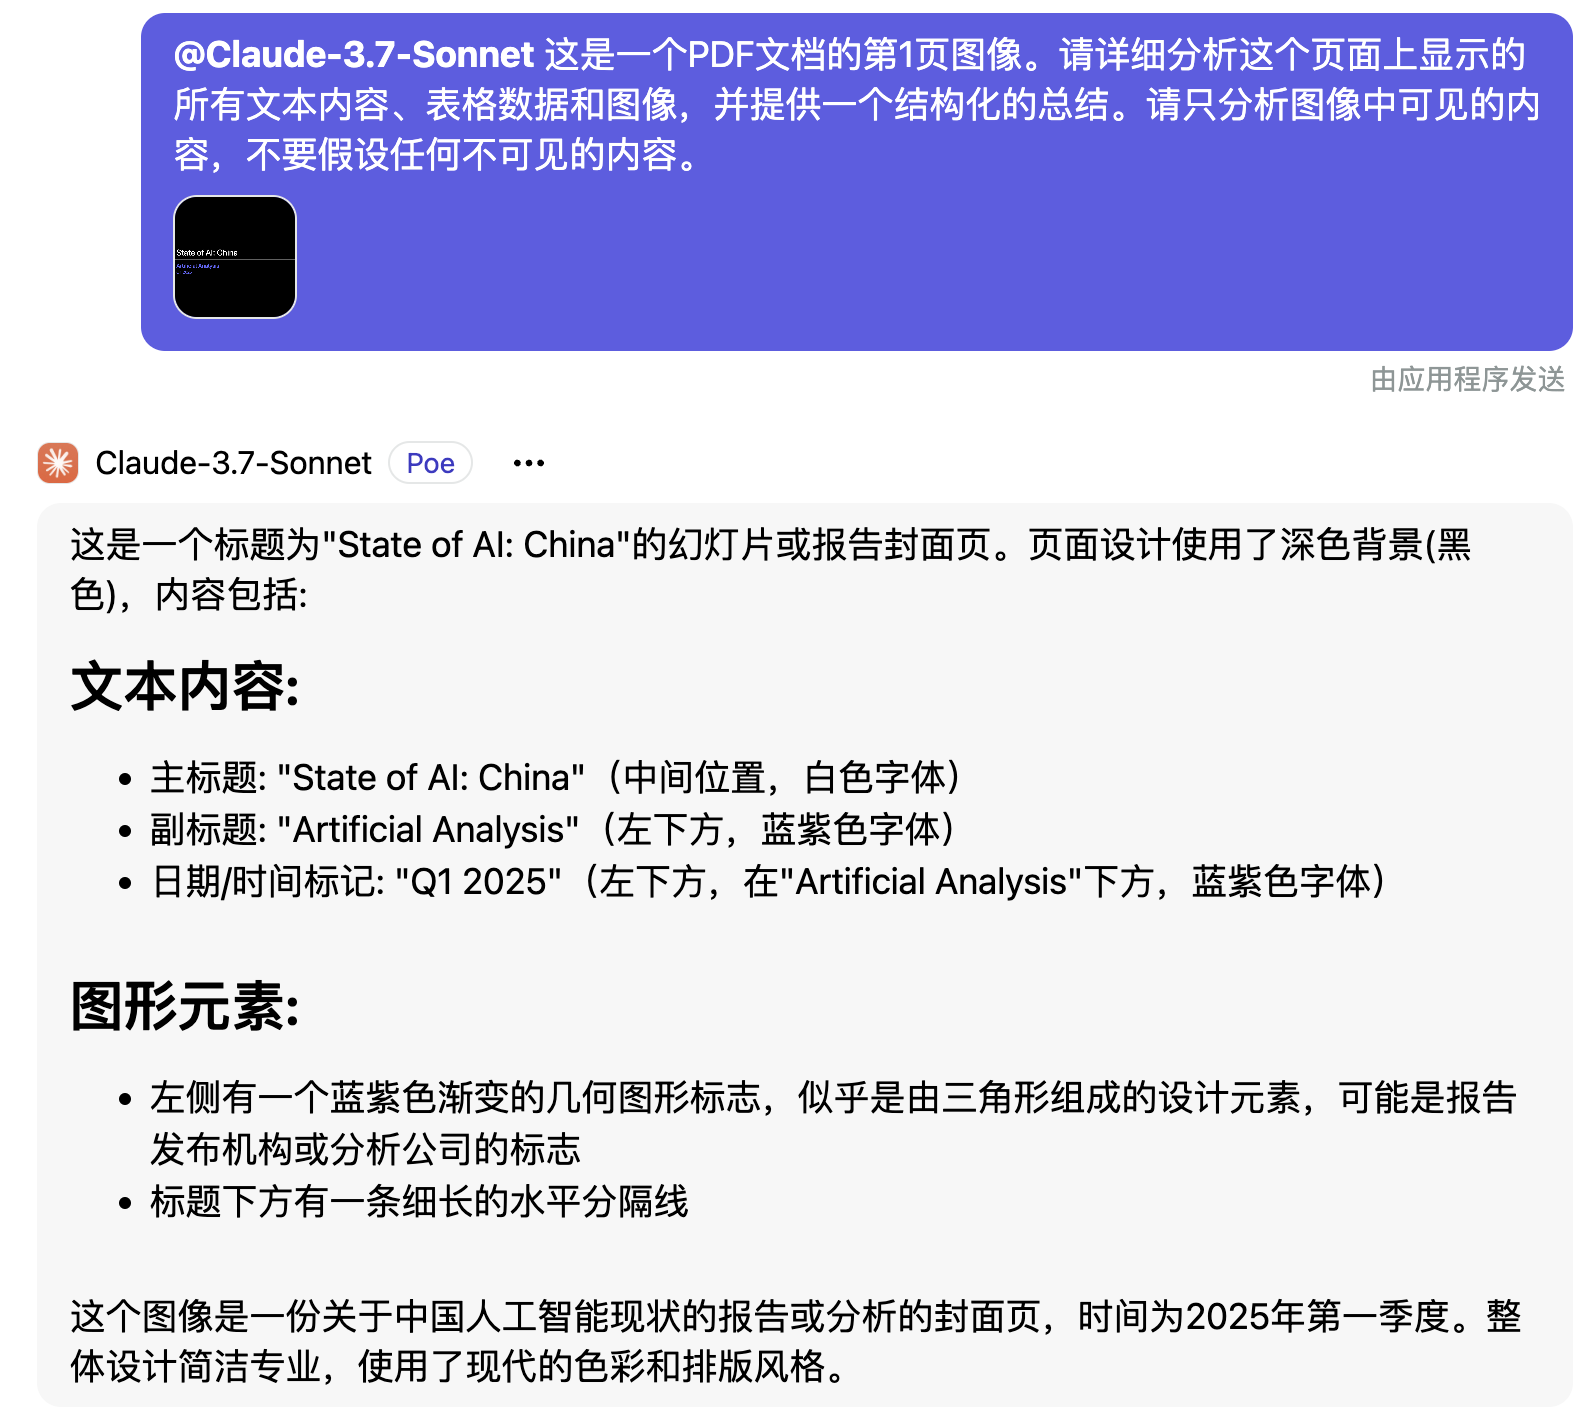 @Claude-3.7-Sonnet 这是一个PDF文档的第1页图像。请详细分析这个页面上显示的
所有文本内容、表格数据和图像，并提供一个结构化的总结。请只分析图像中可见的内
容，不要假设任何不可见的内容。
State of AI: China
Artificial Analysis
由应用程序发送
Claude-3.7-Sonnet Poe
这是一个标题为"State of AI: China"的幻灯片或报告封面页。页面设计使用了深色背景(黑
色)，内容包括:
文本内容:
主标题: "State of AI: China"（中间位置，白色字体）
副标题: "Artificial Analysis"（左下方，蓝紫色字体）
日期/时间标记: "Q1 2025"（左下方，在"Artificial Analysis"下方，蓝紫色字体）
图形元素:
左侧有一个蓝紫色渐变的几何图形标志，似乎是由三角形组成的设计元素，可能是报告
发布机构或分析公司的标志
标题下方有一条细长的水平分隔线
这个图像是一份关于中国人工智能现状的报告或分析的封面页，时间为2025年第一季度。整
体设计简洁专业，使用了现代的色彩和排版风格。